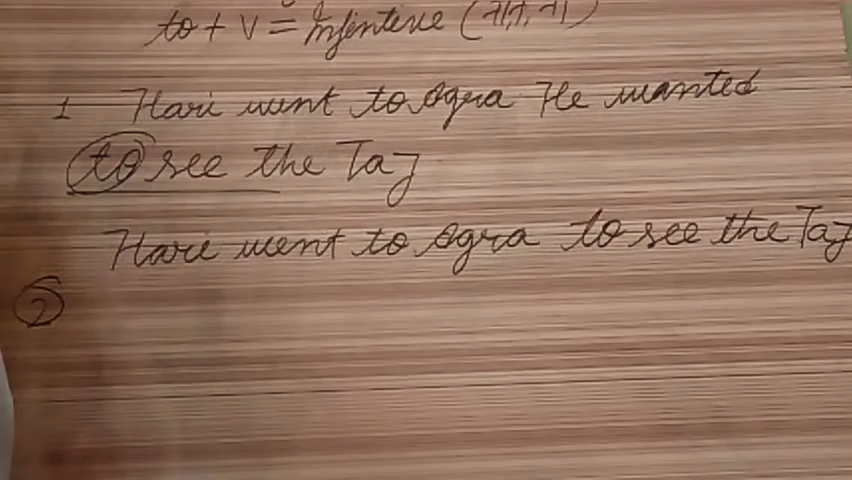 to + V = Infinteve (ना, ने, नी)
1 Hari went to Agra He wanted
to see the Taj
Hari went to Agra to see the Taj
2